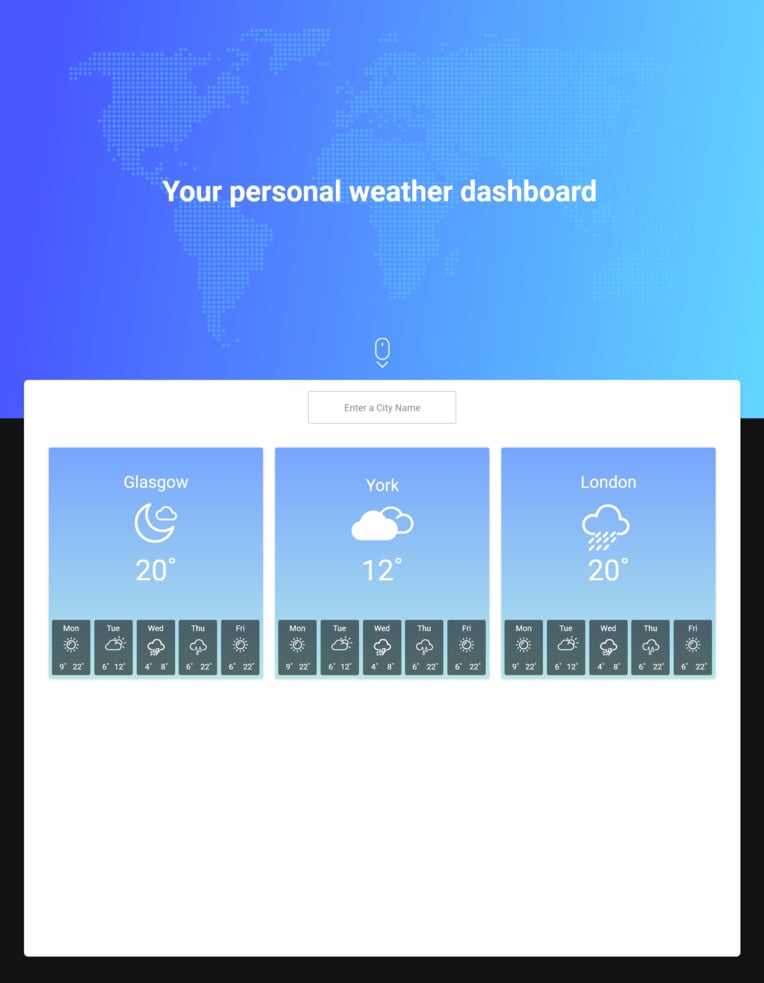 Your personal weather dashboard
Enter a City Name
Glasgow
20°
Mon Tue Wed Thu Fri
9° 22° 6° 12° 4° 8° 6° 22° 6° 22°
York
12°
Mon Tue Wed Thu Fri
9° 22° 6° 12° 4° 8° 6° 22° 6° 22°
London
20°
Mon Tue Wed Thu Fri
9° 22° 6° 12° 4° 8° 6° 22° 6° 22°